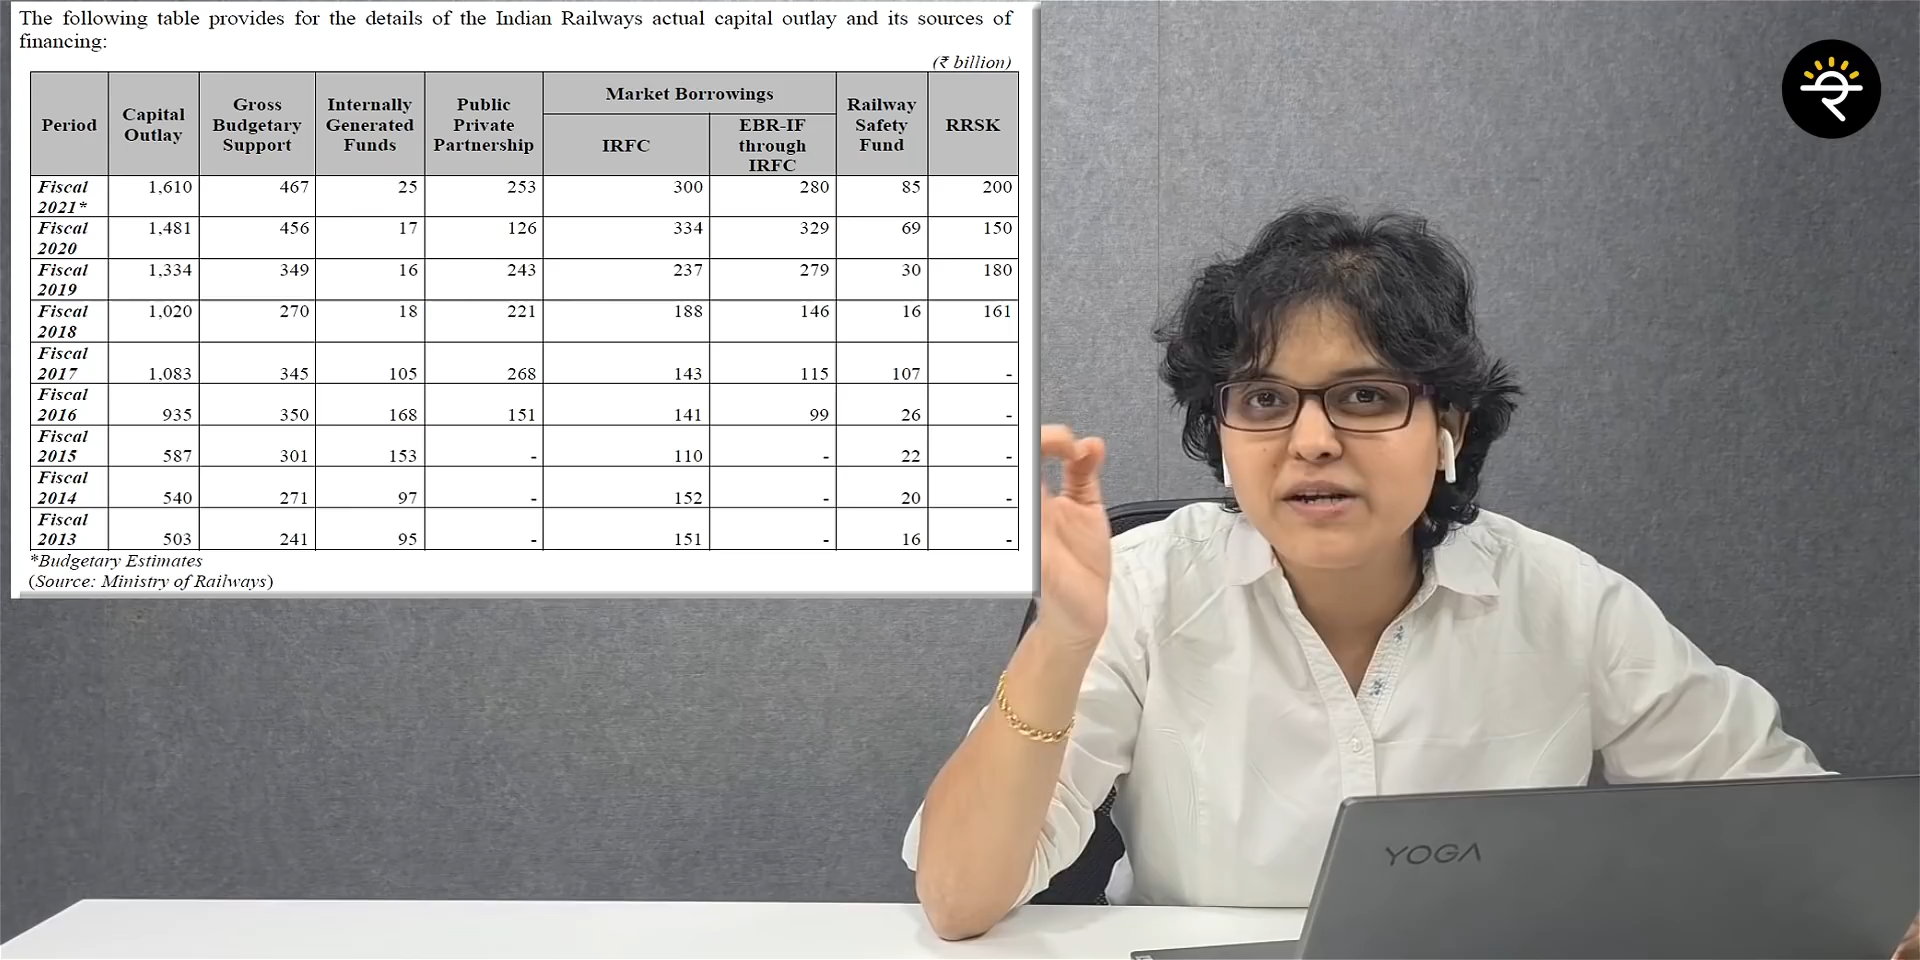 The following table provides for the details of the Indian Railways actual capital outlay and its sources of
financing:
(₹ billion)
Period | Capital Outlay | Gross Budgetary Support | Internally Generated Funds | Public Private Partnership | Market Borrowings | Railway Safety Fund | RRSK
IRFC | EBR-IF through IRFC
Fiscal 2021* | 1,610 | 467 | 25 | 253 | 300 | 280 | 85 | 200
Fiscal 2020 | 1,481 | 456 | 17 | 126 | 334 | 329 | 69 | 150
Fiscal 2019 | 1,334 | 349 | 16 | 243 | 237 | 279 | 30 | 180
Fiscal 2018 | 1,020 | 270 | 18 | 221 | 188 | 146 | 16 | 161
Fiscal 2017 | 1,083 | 345 | 105 | 268 | 143 | 115 | 107 | -
Fiscal 2016 | 935 | 350 | 168 | 151 | 141 | 99 | 26 | -
Fiscal 2015 | 587 | 301 | 153 | - | 110 | - | 22 | -
Fiscal 2014 | 540 | 271 | 97 | - | 152 | - | 20 | -
Fiscal 2013 | 503 | 241 | 95 | - | 151 | - | 16 | -
*Budgetary Estimates
(Source: Ministry of Railways)
YOGA